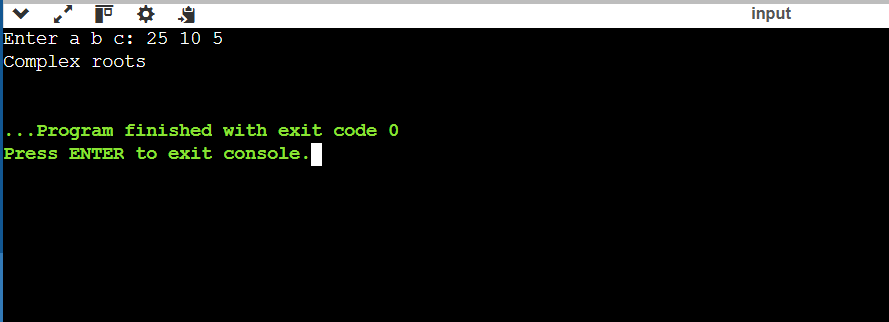 input
Enter a b c: 25 10 5
Complex roots
...Program finished with exit code 0
Press ENTER to exit console.